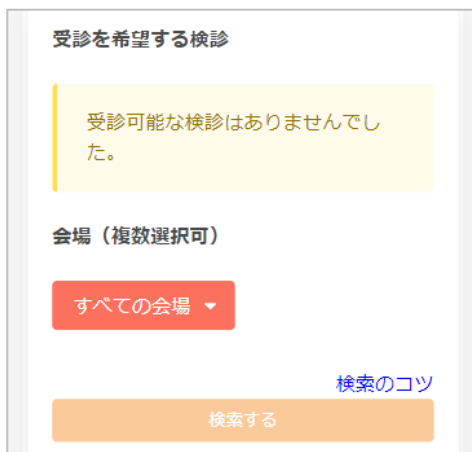 受診を希望する検診
受診可能な検診はありませんでし
た。
会場（複数選択可）
すべての会場
検索のコツ
検索する